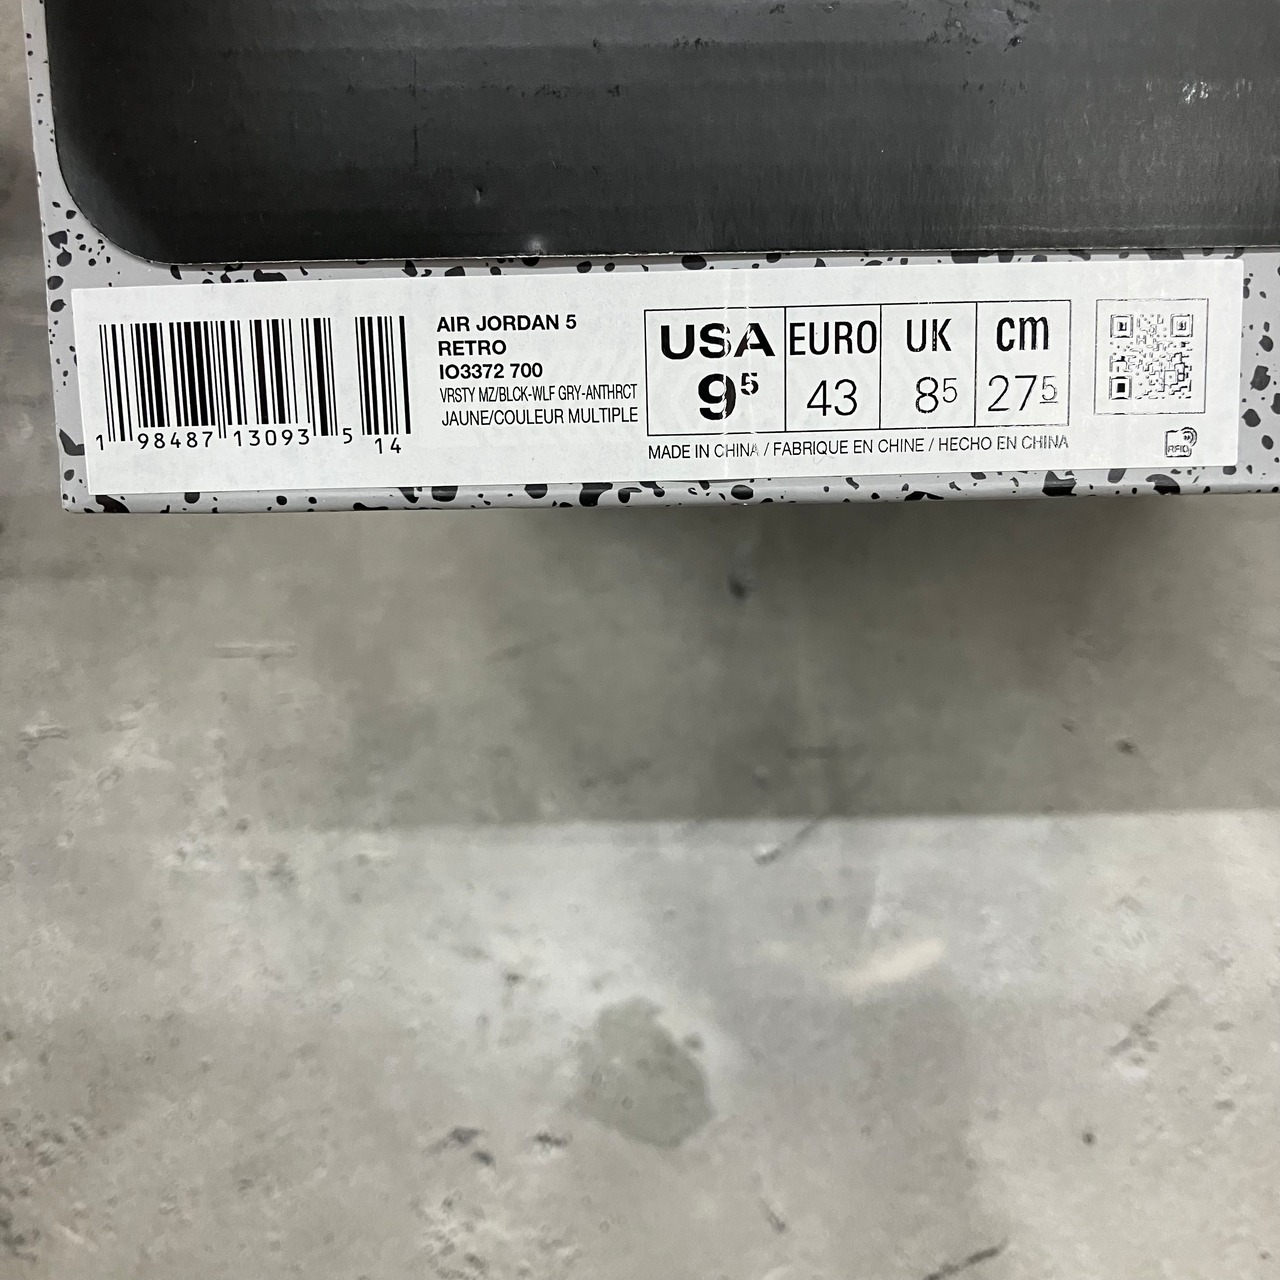 AIR JORDAN 5
RETRO
IO3372 700
VRSTY MZ/BLCK-WLF GRY-ANTHRCT
JAUNE/COULEUR MULTIPLE
1 98487 13093 5 14
USA EURO UK cm
9⁵ 43 8⁵ 27⁵
MADE IN CHINA / FABRIQUE EN CHINE / HECHO EN CHINA
RFID